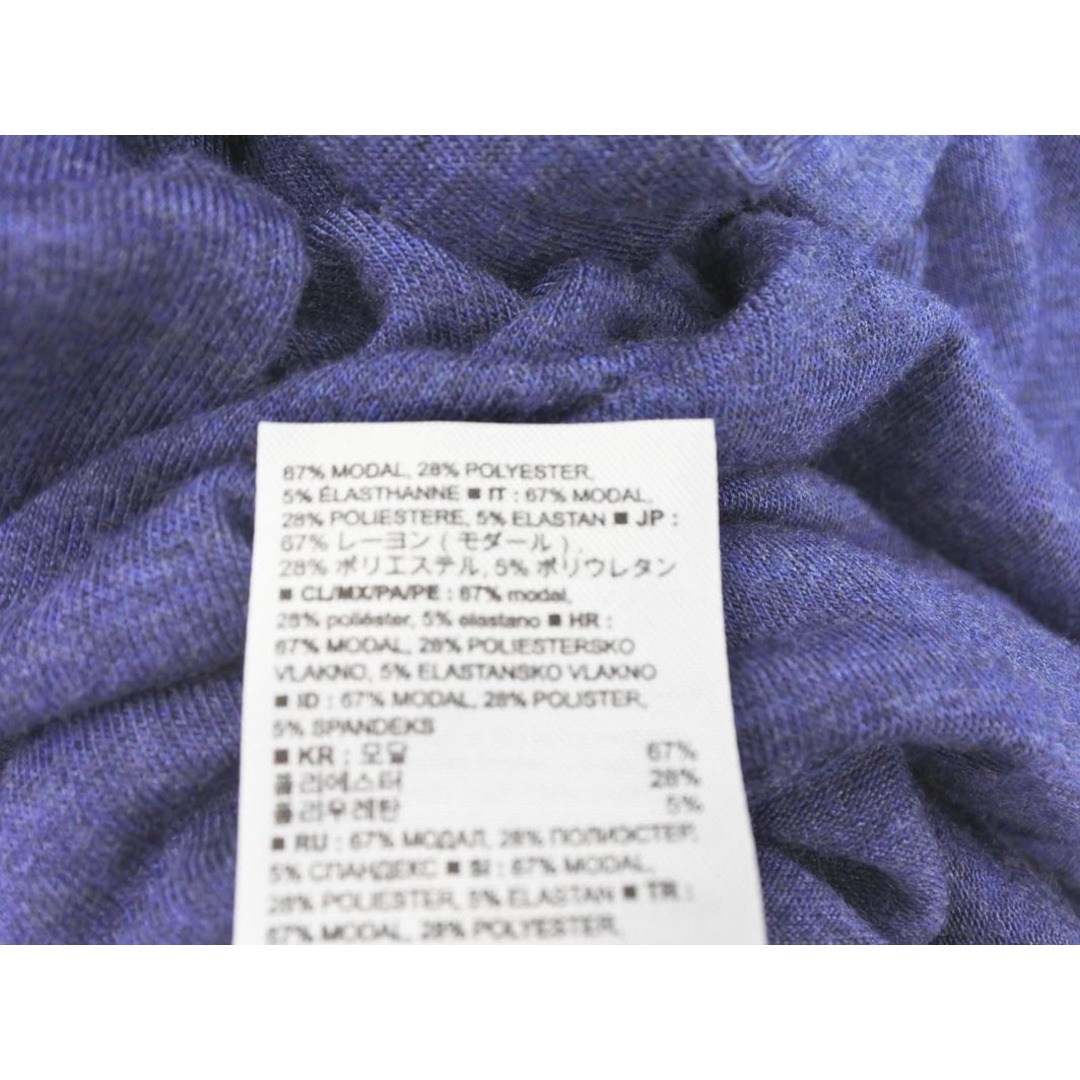 67% MODAL, 28% POLYESTER,
5% ÉLASTHANNE ■ IT : 67% MODAL,
28% POLIESTERE, 5% ELASTAN ■ JP :
67% レーヨン ( モダール ),
28% ポリエステル, 5% ポリウレタン
■ CL/MX/PA/PE : 67% modal,
28% poliéster, 5% elastano ■ HR :
67% MODAL, 28% POLIESTERSKO
VLAKNO, 5% ELASTANSKO VLAKNO
■ ID : 67% MODAL, 28% POLISTER,
5% SPANDEKS
■ KR : 모달 67%
폴리에스터 28%
폴리우레탄 5%
■ RU : 67% МОДАЛ, 28% ПОЛИЭСТЕР,
5% СПАНДЕКС ■ SI : 67% MODAL,
28% POLIESTER, 5% ELASTAN ■ TR :
67% MODAL, 28% POLYESTER,